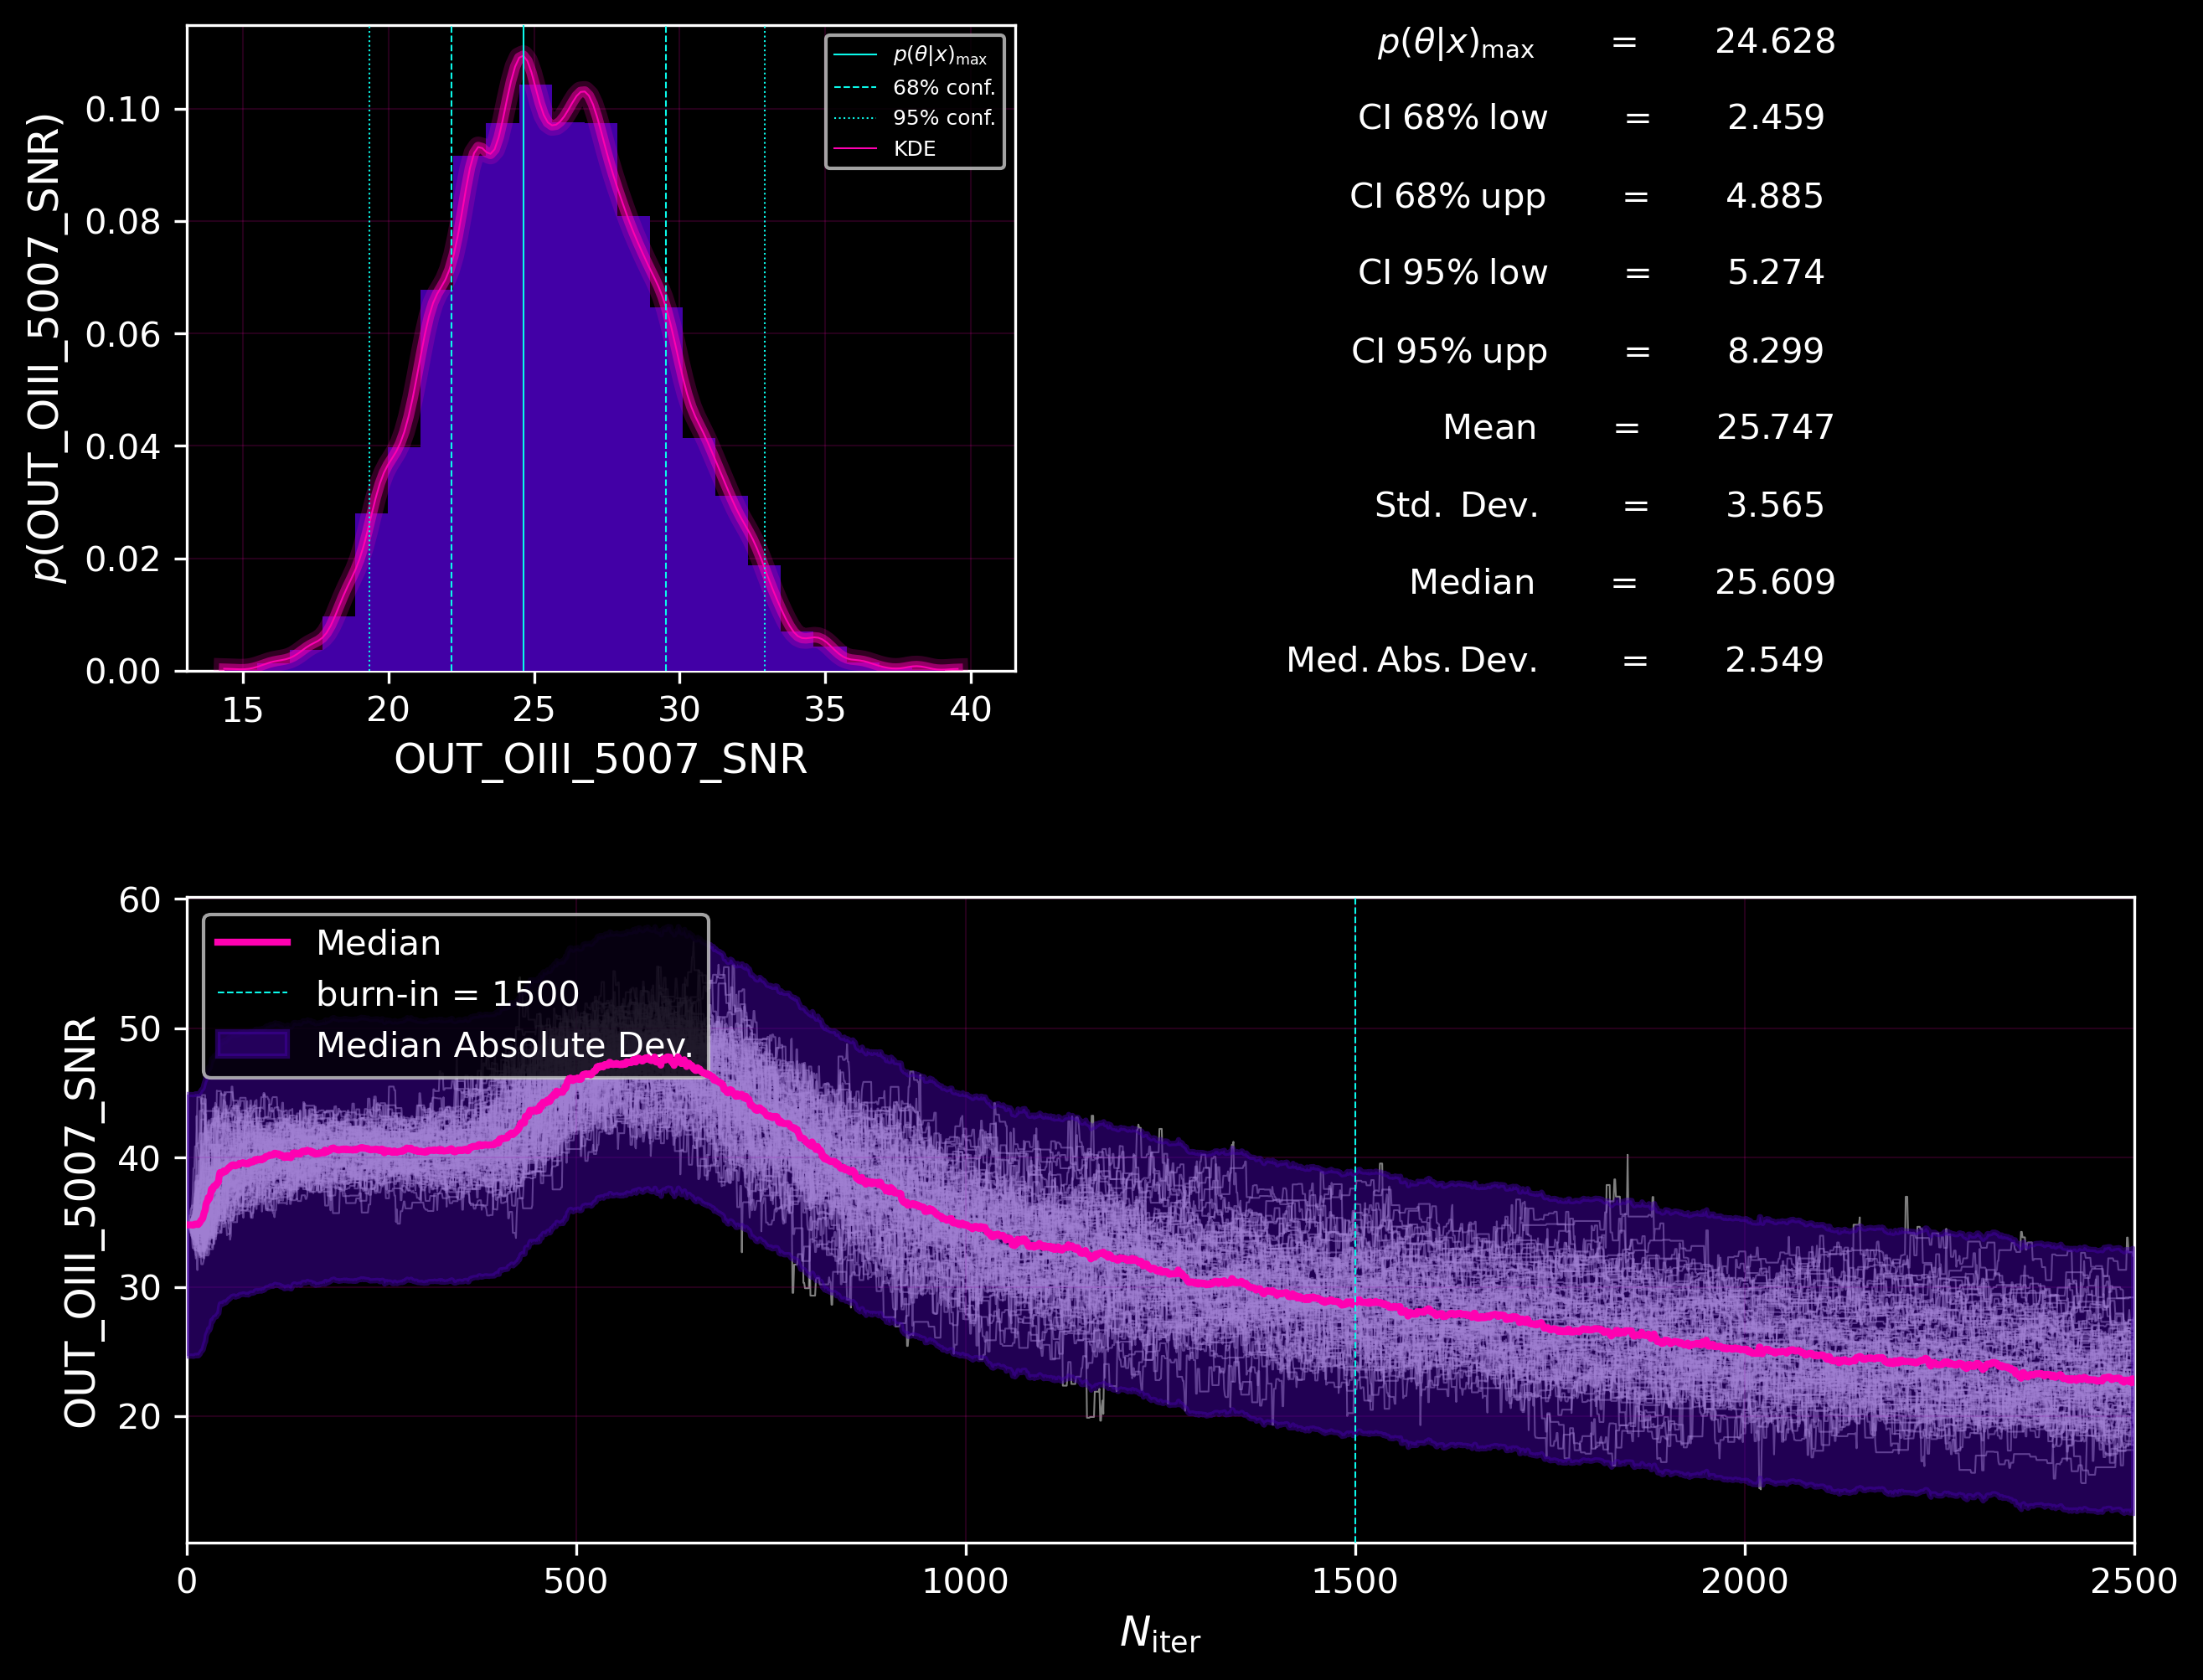 p(θ|x)max
68% conf.
95% conf.
KDE
p(OUT_OIII_5007_SNR)
0.10
0.08
0.06
0.04
0.02
0.00
15 20 25 30 35 40
OUT_OIII_5007_SNR
p(θ|x)max = 24.628
CI 68% low = 2.459
CI 68% upp = 4.885
CI 95% low = 5.274
CI 95% upp = 8.299
Mean = 25.747
Std. Dev. = 3.565
Median = 25.609
Med. Abs. Dev. = 2.549
Median
burn-in = 1500
Median Absolute Dev.
OUT_OIII_5007_SNR
60
50
40
30
20
0 500 1000 1500 2000 2500
Niter